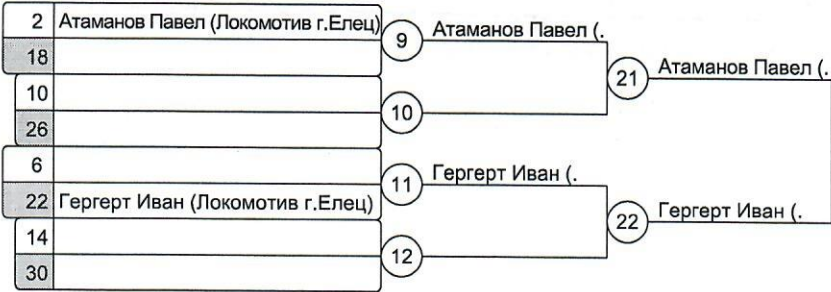 2 Атаманов Павел (Локомотив г.Елец)
18
10
26
6
22 Гергерт Иван (Локомотив г.Елец)
14
30
9
10
11
12
Атаманов Павел (.
Гергерт Иван (.
21
22
Атаманов Павел (.
Гергерт Иван (.